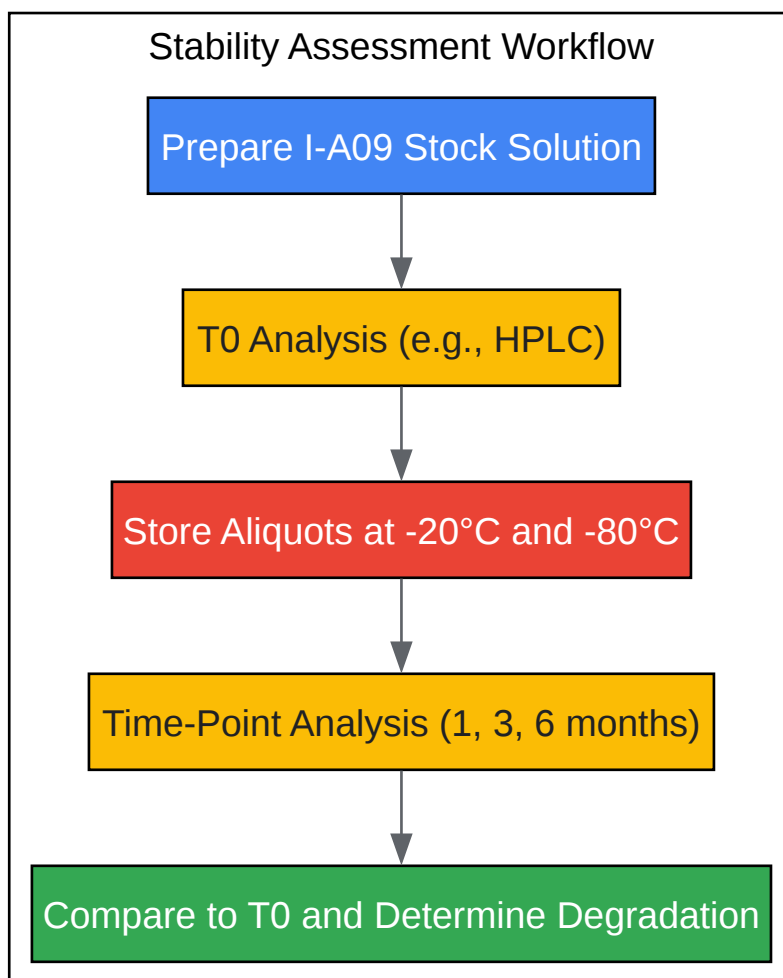 Stability Assessment Workflow
Prepare I-A09 Stock Solution
T0 Analysis (e.g., HPLC)
Store Aliquots at -20°C and -80°C
Time-Point Analysis (1, 3, 6 months)
Compare to T0 and Determine Degradation